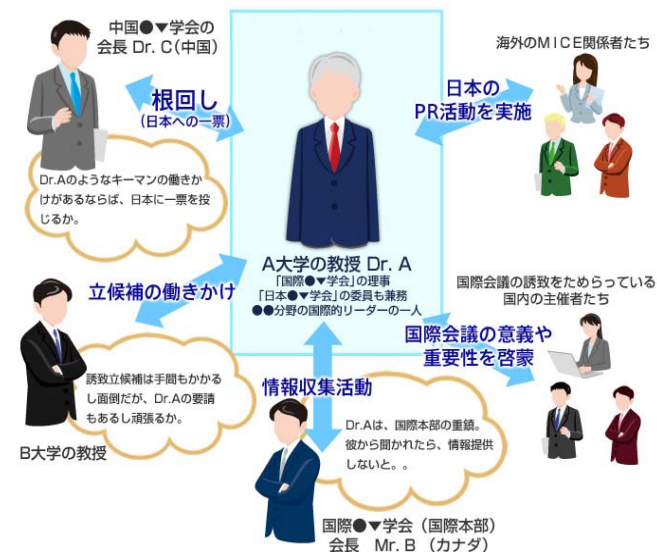 中国●▼学会の
会長 Dr. C(中国)
根回し
(日本への一票)
Dr.Aのようなキーマンの働きか
けがあるならば、日本に一票を投
じるか。
海外のMICE関係者たち
日本の
PR活動を実施
A大学の教授 Dr. A
「国際●▼学会」の理事
「日本●▼学会」の委員も兼務
●●分野の国際的リーダーの一人
立候補の働きかけ
誘致立候補は手間もかかる
し面倒だが、Dr.Aの要請
もあるし頑張るか。
B大学の教授
国際会議の誘致をためらっている
国内の主催者たち
国際会議の意義や
重要性を啓蒙
情報収集活動
Dr.Aは、国際本部の重鎮。
彼から聞かれたら、情報提供
しないと。。
国際●▼学会(国際本部)
会長 Mr. B (カナダ)